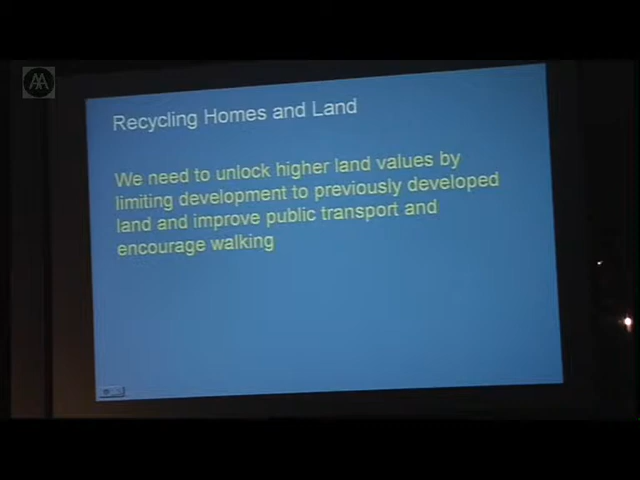 AA
Recycling Homes and Land
We need to unlock higher land values by
limiting development to previously developed
land and improve public transport and
encourage walking